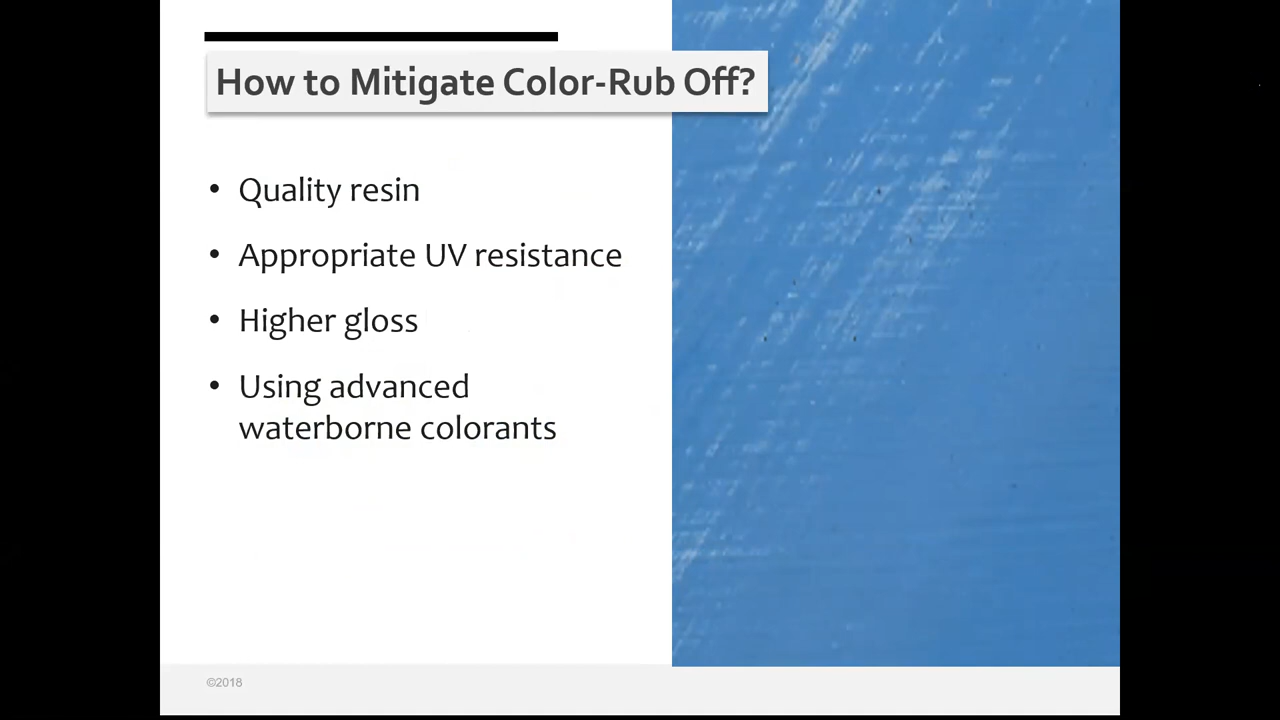 How to Mitigate Color-Rub Off?
• Quality resin
• Appropriate UV resistance
• Higher gloss
• Using advanced
waterborne colorants
©2018